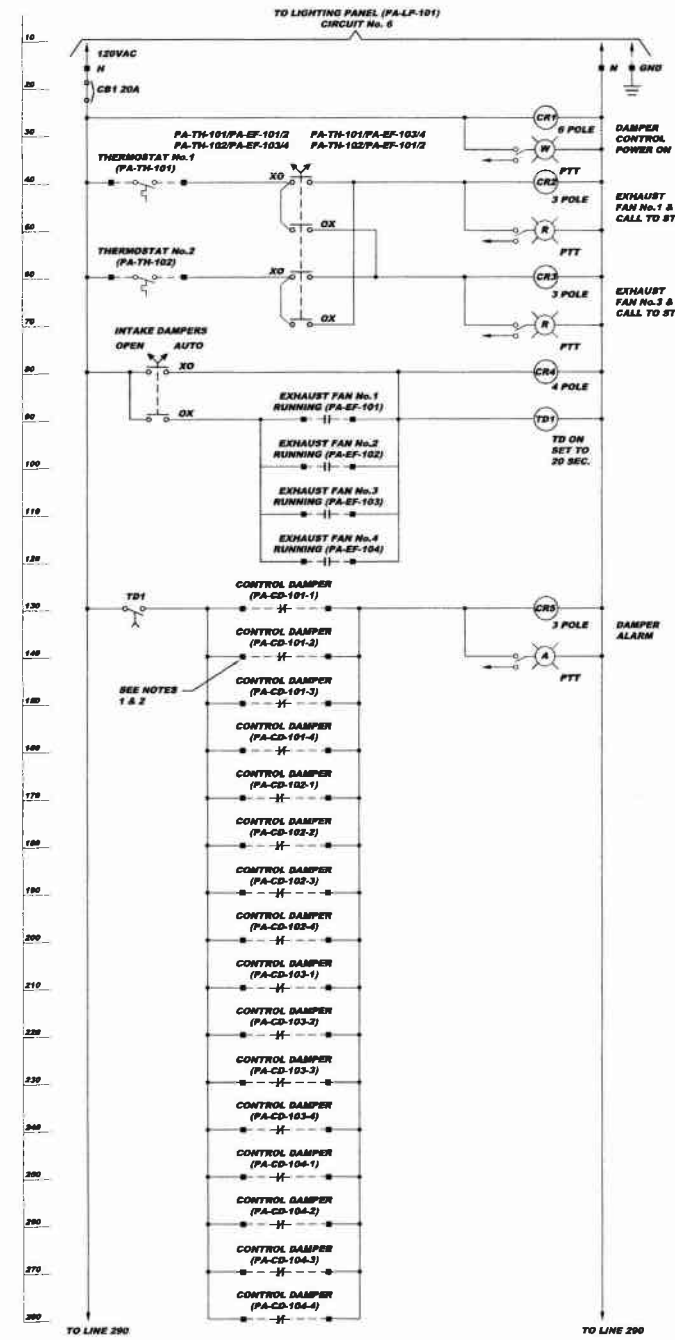 TO LIGHTING PANEL (PA-LP-101)
CIRCUIT No. 6
10
120VAC
H
N
GND
20
CB1 20A
CR1
6 POLE
DAMPER
CONTROL
POWER ON
30
PA-TH-101/PA-EF-101/2
PA-TH-102/PA-EF-103/4
PA-TH-101/PA-EF-103/4
PA-TH-102/PA-EF-101/2
W
PTT
THERMOSTAT No.1
(PA-TH-101)
40
XO
CR2
3 POLE
EXHAUST
FAN No.1 &
CALL TO ST
50
OX
R
PTT
THERMOSTAT No.2
(PA-TH-102)
60
XO
CR3
3 POLE
EXHAUST
FAN No.3 &
CALL TO ST
70
OX
R
PTT
INTAKE DAMPERS
OPEN AUTO
80
XO
CR4
4 POLE
EXHAUST FAN No.1
RUNNING (PA-EF-101)
90
OX
TD1
TD ON
SET TO
20 SEC.
EXHAUST FAN No.2
RUNNING (PA-EF-102)
100
EXHAUST FAN No.3
RUNNING (PA-EF-103)
110
EXHAUST FAN No.4
RUNNING (PA-EF-104)
120
CONTROL DAMPER
(PA-CD-101-1)
130
TD1
CR5
3 POLE
DAMPER
ALARM
CONTROL DAMPER
(PA-CD-101-2)
140
A
PTT
SEE NOTES
1 & 2
CONTROL DAMPER
(PA-CD-101-3)
150
CONTROL DAMPER
(PA-CD-101-4)
160
CONTROL DAMPER
(PA-CD-102-1)
170
CONTROL DAMPER
(PA-CD-102-2)
180
CONTROL DAMPER
(PA-CD-102-3)
190
CONTROL DAMPER
(PA-CD-102-4)
200
CONTROL DAMPER
(PA-CD-103-1)
210
CONTROL DAMPER
(PA-CD-103-2)
220
CONTROL DAMPER
(PA-CD-103-3)
230
CONTROL DAMPER
(PA-CD-103-4)
240
CONTROL DAMPER
(PA-CD-104-1)
250
CONTROL DAMPER
(PA-CD-104-2)
260
CONTROL DAMPER
(PA-CD-104-3)
270
CONTROL DAMPER
(PA-CD-104-4)
280
TO LINE 290
TO LINE 290